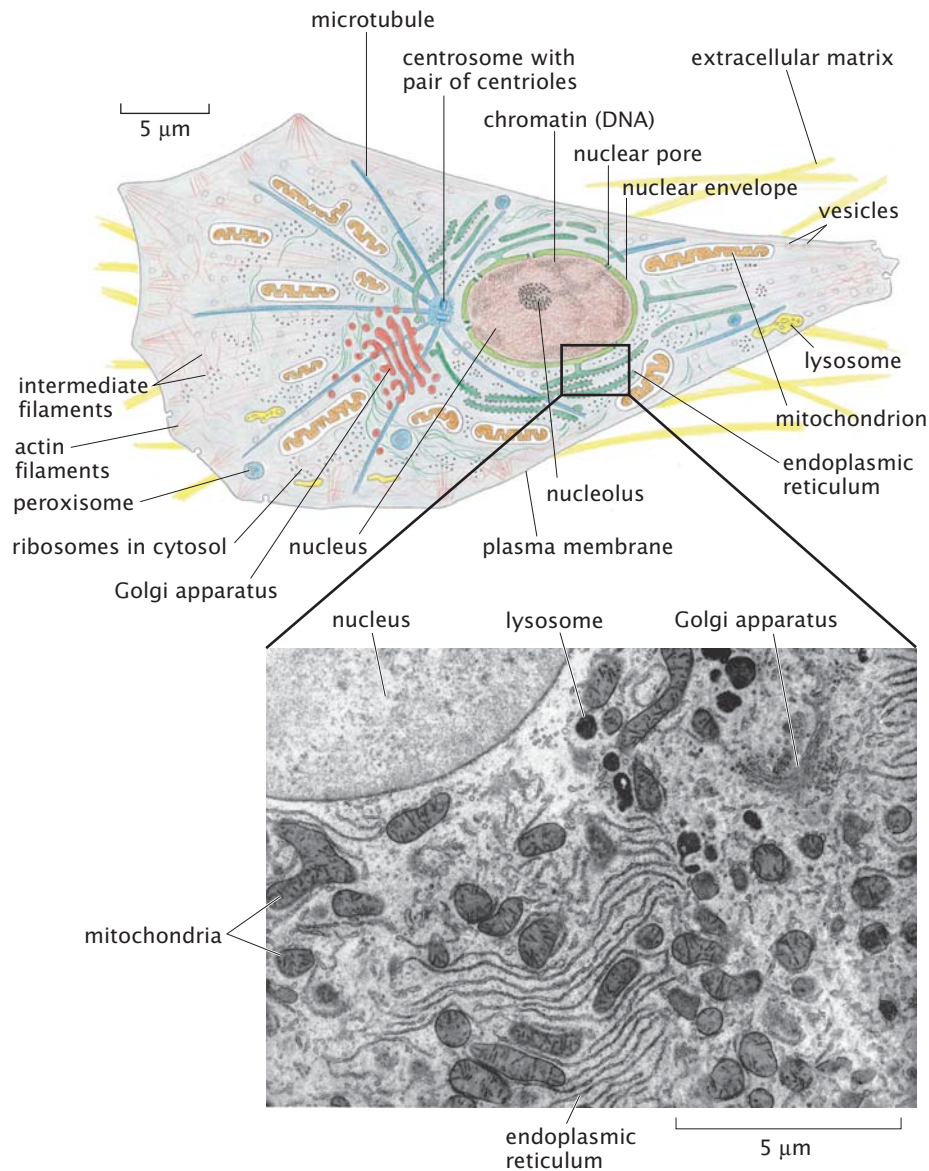 microtubule
centrosome with
pair of centrioles
extracellular matrix
5 μm
chromatin (DNA)
nuclear pore
nuclear envelope
vesicles
lysosome
intermediate
filaments
mitochondrion
actin
filaments
endoplasmic
reticulum
peroxisome
nucleolus
ribosomes in cytosol
nucleus
plasma membrane
Golgi apparatus
nucleus
lysosome
Golgi apparatus
mitochondria
endoplasmic
reticulum
5 μm